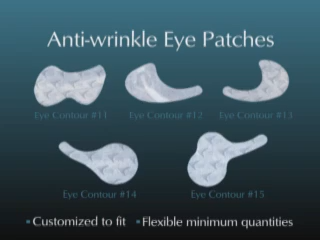 Anti-wrinkle Eye Patches
Eye Contour #11 Eye Contour #12 Eye Contour #13
Eye Contour #14 Eye Contour #15
▪ Customized to fit ▪ Flexible minimum quantities